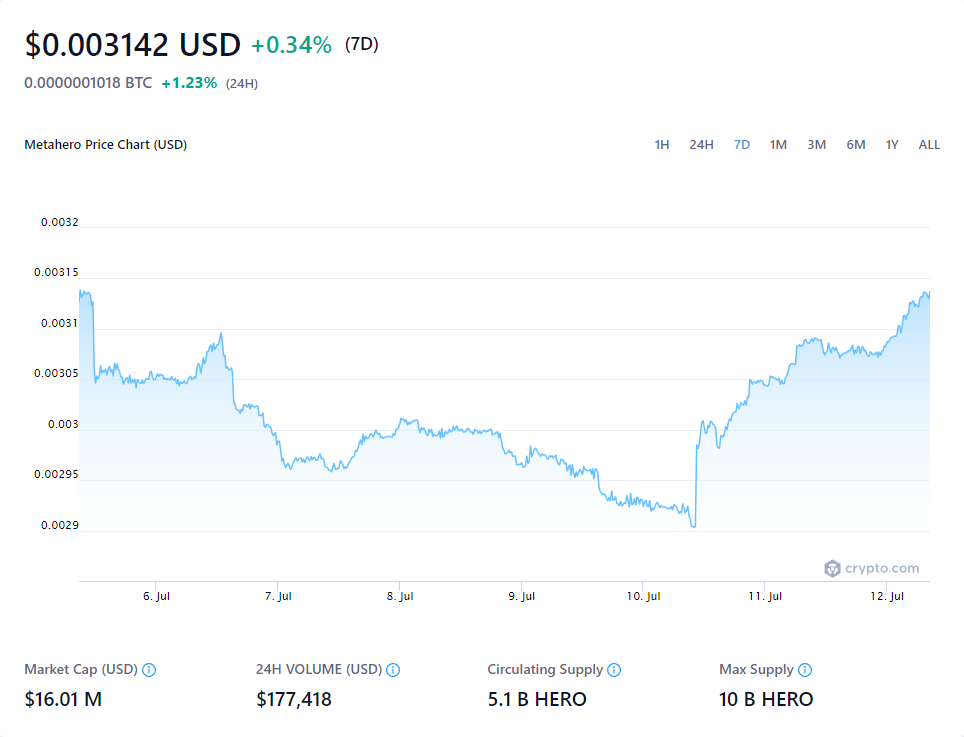 $0.003142 USD +0.34% (7D)
0.0000001018 BTC +1.23% (24H)
Metahero Price Chart (USD)
1H 24H 7D 1M 3M 6M 1Y ALL
0.0032
0.00315
0.0031
0.00305
0.003
0.00295
0.0029
crypto.com
6. Jul 7. Jul 8. Jul 9. Jul 10. Jul 11. Jul 12. Jul
Market Cap (USD) 24H VOLUME (USD) Circulating Supply Max Supply
$16.01 M $177,418 5.1 B HERO 10 B HERO